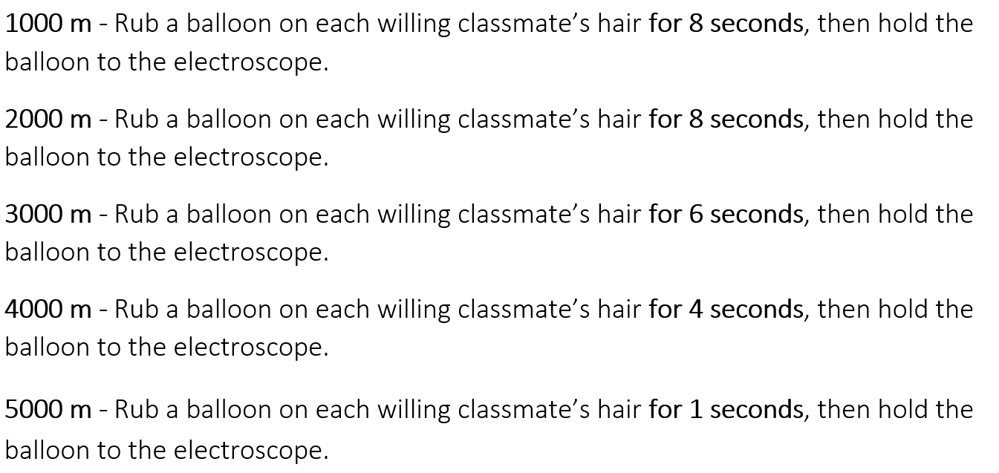 1000 m - Rub a balloon on each willing classmate’s hair for 8 seconds, then hold the
balloon to the electroscope.
2000 m - Rub a balloon on each willing classmate’s hair for 8 seconds, then hold the
balloon to the electroscope.
3000 m - Rub a balloon on each willing classmate’s hair for 6 seconds, then hold the
balloon to the electroscope.
4000 m - Rub a balloon on each willing classmate’s hair for 4 seconds, then hold the
balloon to the electroscope.
5000 m - Rub a balloon on each willing classmate’s hair for 1 seconds, then hold the
balloon to the electroscope.